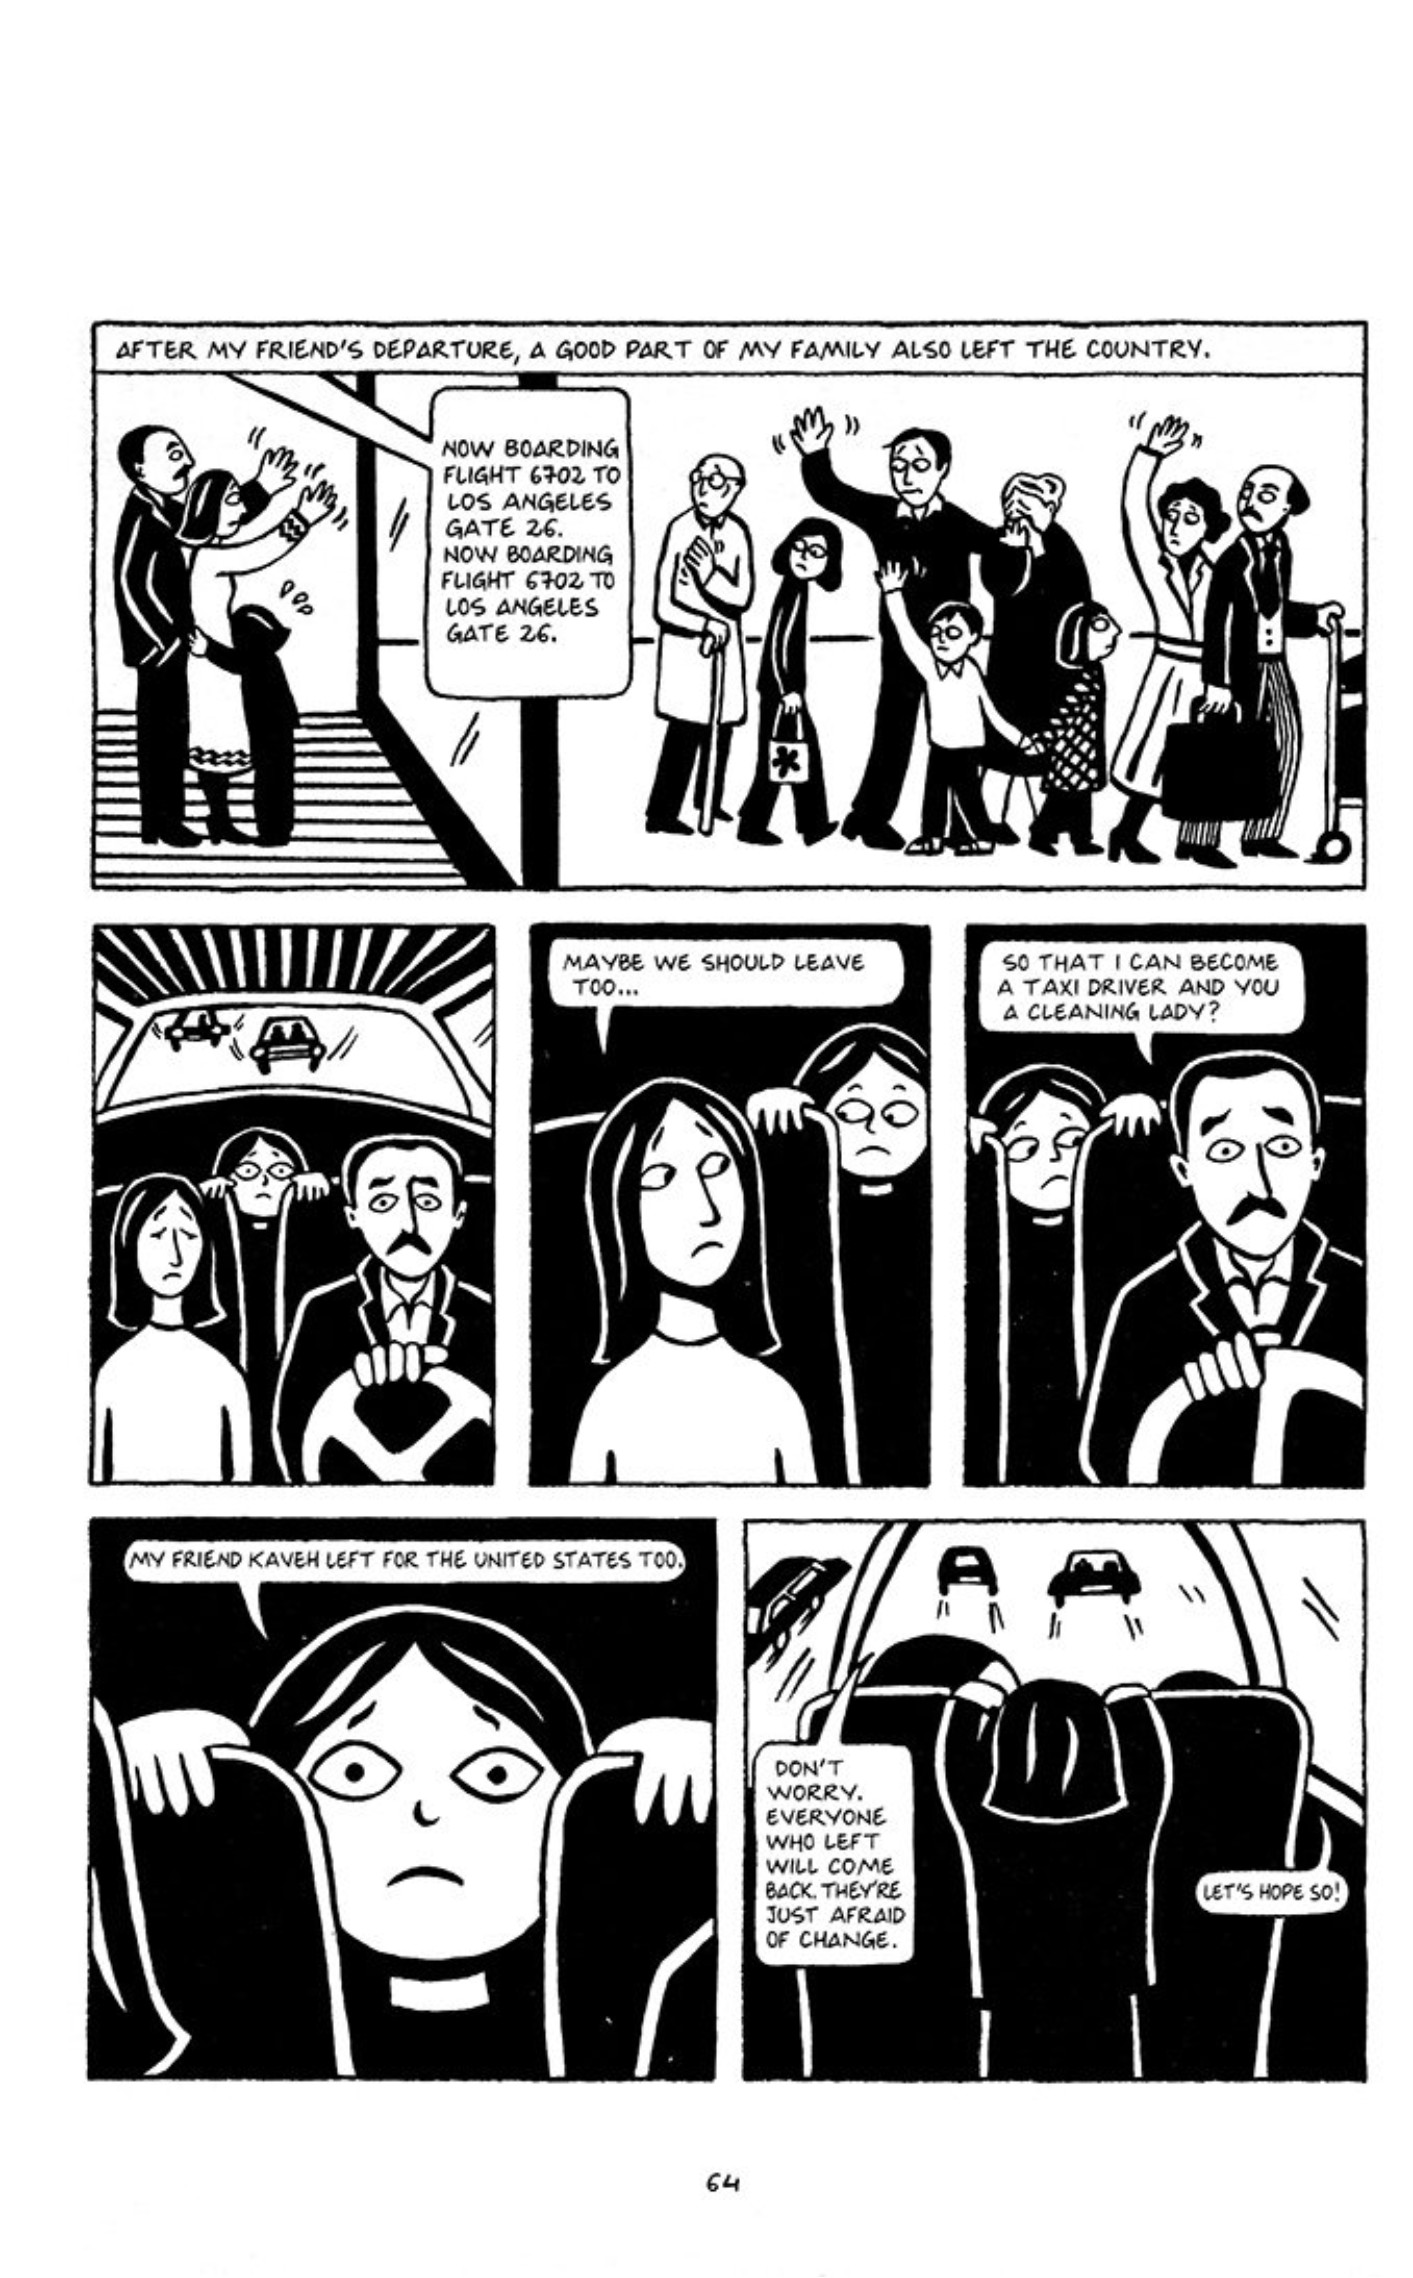 AFTER MY FRIEND'S DEPARTURE, A GOOD PART OF MY FAMILY ALSO LEFT THE COUNTRY.
NOW BOARDING
FLIGHT 6702 TO
LOS ANGELES
GATE 26.
NOW BOARDING
FLIGHT 6702 TO
LOS ANGELES
GATE 26.
MAYBE WE SHOULD LEAVE
TOO...
SO THAT I CAN BECOME
A TAXI DRIVER AND YOU
A CLEANING LADY?
MY FRIEND KAVEH LEFT FOR THE UNITED STATES TOO.
DON'T
WORRY.
EVERYONE
WHO LEFT
WILL COME
BACK. THEY'RE
JUST AFRAID
OF CHANGE.
LET'S HOPE SO!
64